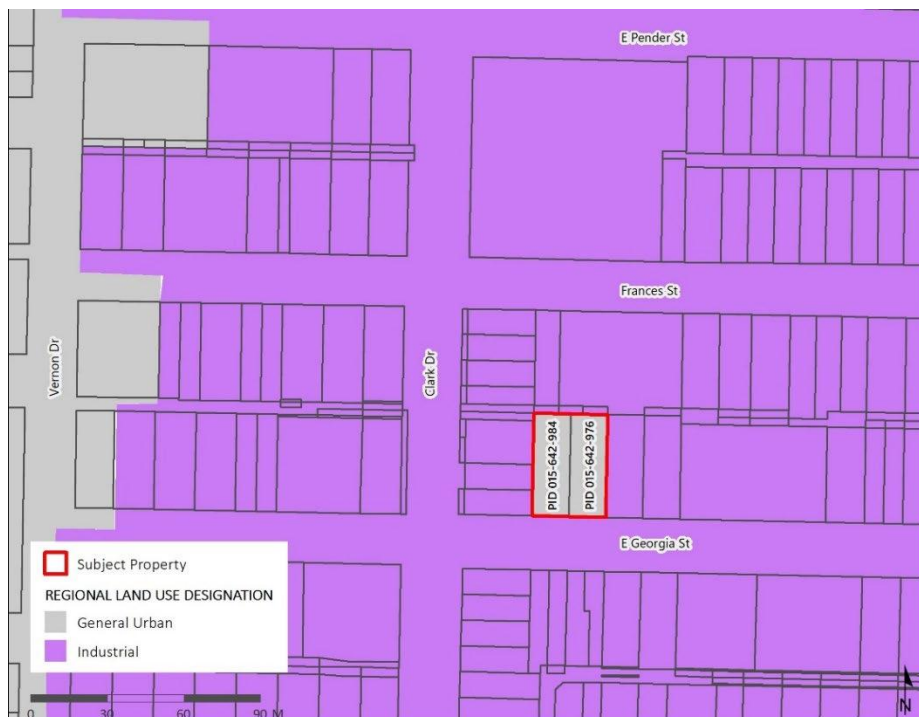 E Pender St
Frances St
Vernon Dr
Clark Dr
PID 015-642-984
PID 015-642-976
E Georgia St
Subject Property
REGIONAL LAND USE DESIGNATION
General Urban
Industrial
0 30 60 90 M
N